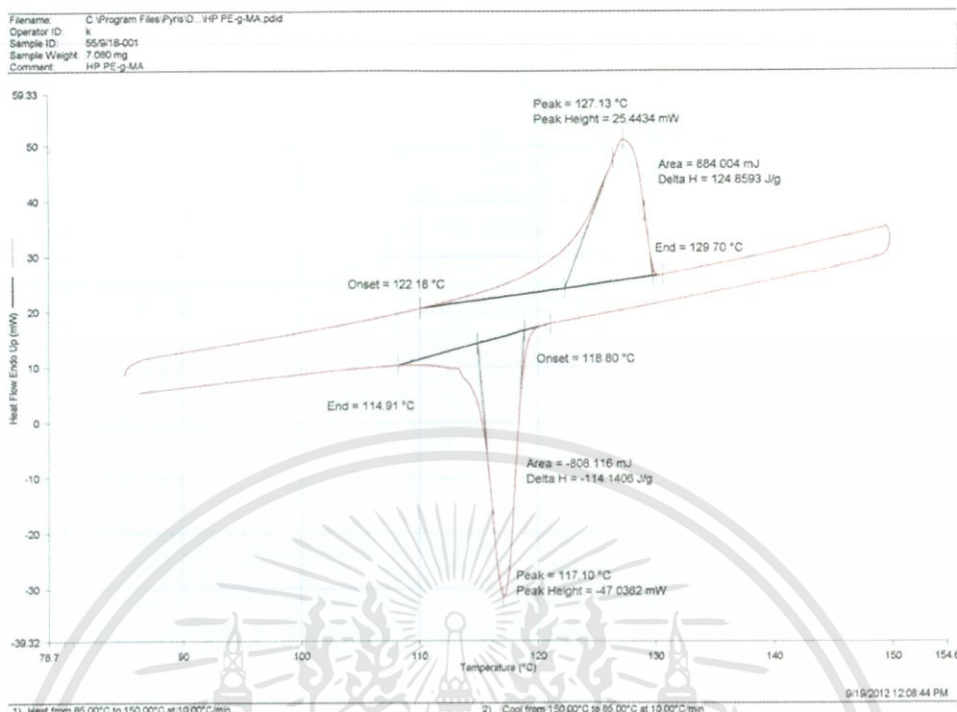 Filename: C:\Program Files\Pyris\D...\HP PE-g-MA.pdid
Operator ID: k
Sample ID: 55/9/18-001
Sample Weight: 7.080 mg
Comment: HP PE-g-MA
59.33
Peak = 127.13 °C
Peak Height = 25.4434 mW
50
Area = 884.004 mJ
Delta H = 124.8593 J/g
40
End = 129.70 °C
30
Onset = 122.18 °C
20
Onset = 118.80 °C
10
End = 114.91 °C
0
Area = -808.116 mJ
Delta H = -114.1406 J/g
-10
-20
Peak = 117.10 °C
Peak Height = -47.0362 mW
-30
-39.32
Heat Flow Endo Up (mW)
78.7 90 100 110 120 130 140 150 154.6
Temperature (°C)
9/19/2012 12:08:44 PM
1) Heat from 85.00°C to 150.00°C at 10.00°C/min
2) Cool from 150.00°C to 85.00°C at 10.00°C/min